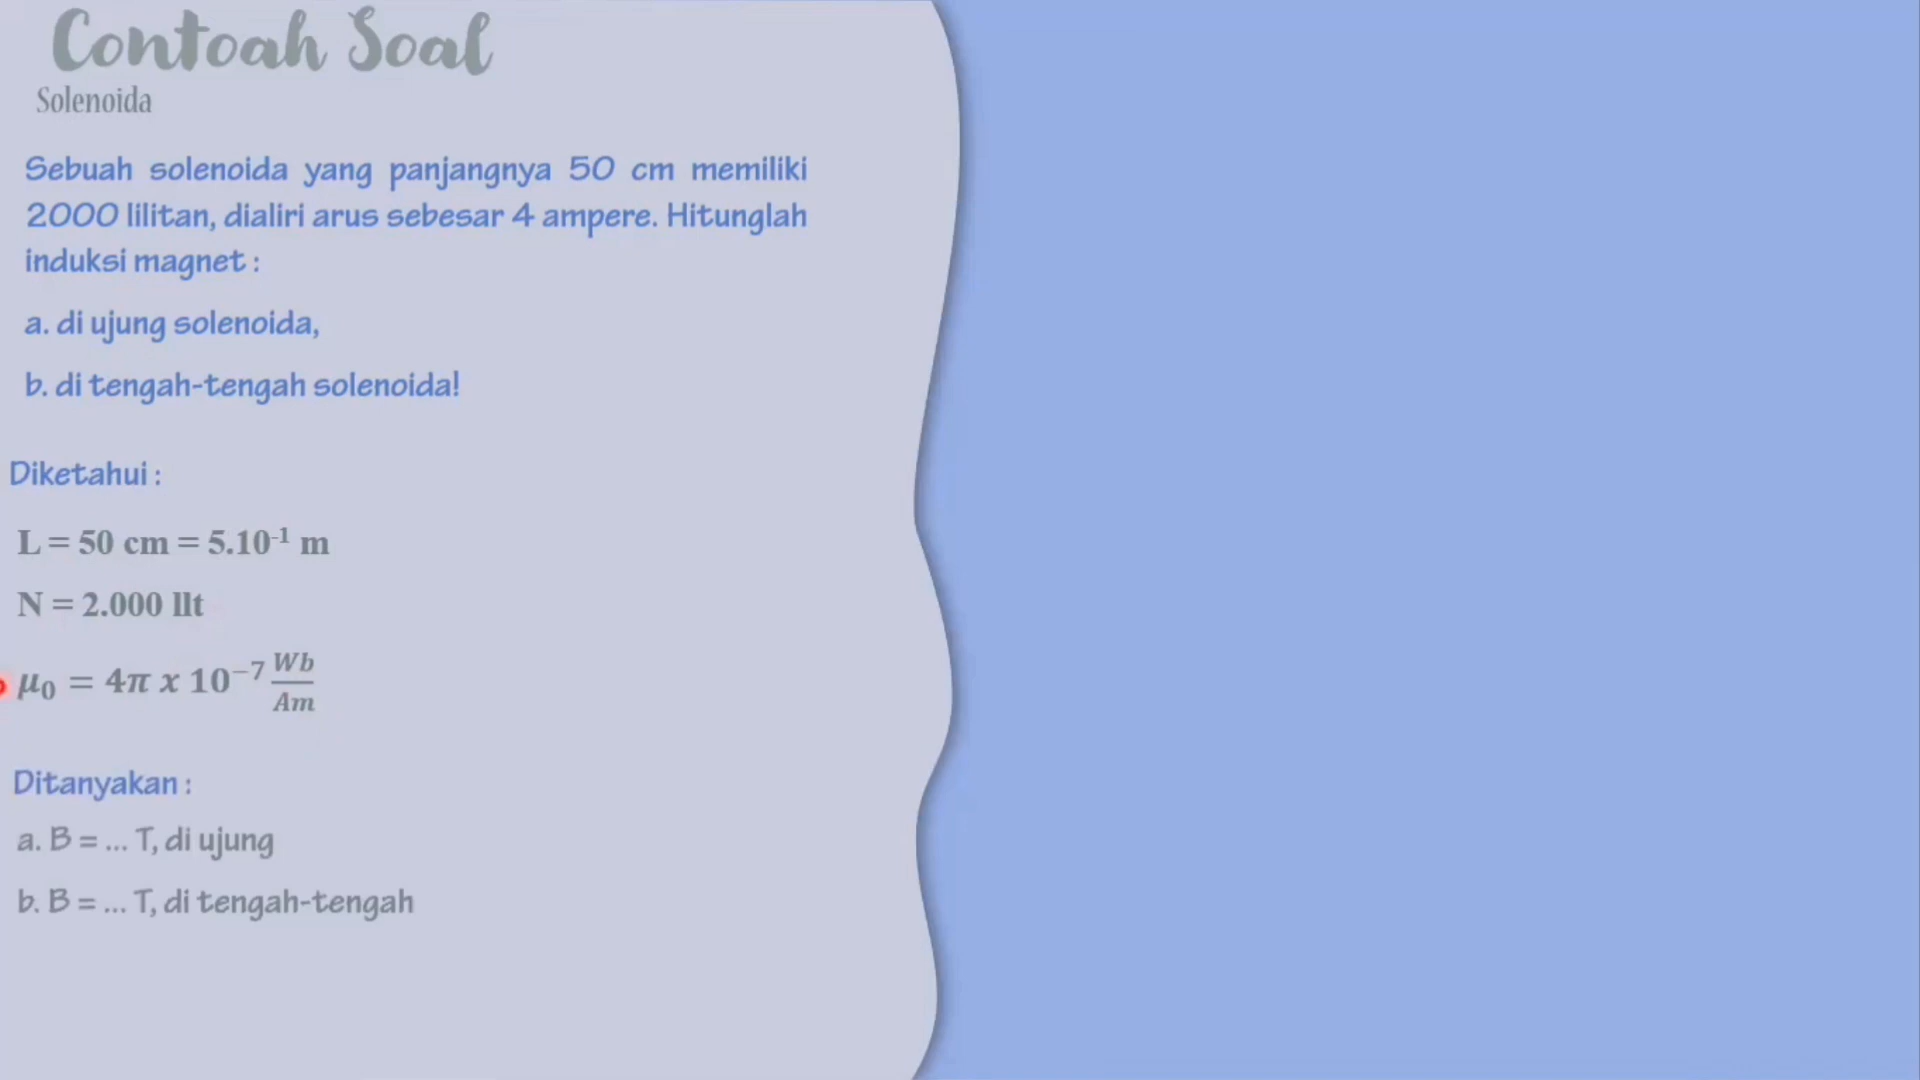 Contoah Soal
Solenoida
Sebuah solenoida yang panjangnya 50 cm memiliki
2000 lilitan, dialiri arus sebesar 4 ampere. Hitunglah
induksi magnet :
a. di ujung solenoida,
b. di tengah-tengah solenoida!
Diketahui :
L = 50 cm = 5.10⁻¹ m
N = 2.000 llt
μ₀ = 4π x 10⁻⁷ Wb/Am
Ditanyakan :
a. B = ... T, di ujung
b. B = ... T, di tengah-tengah